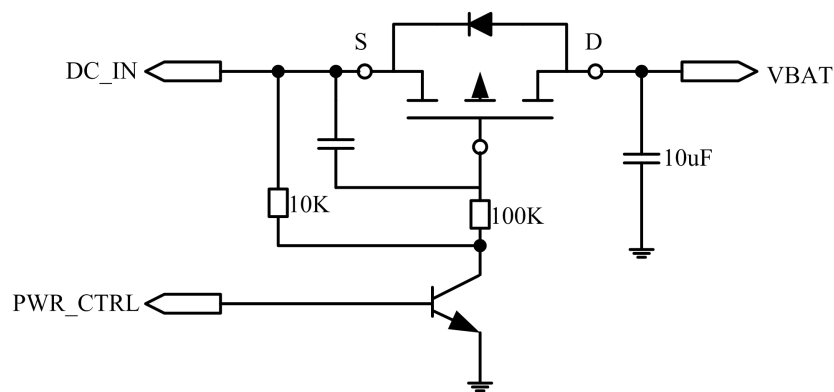 S
D
DC_IN
VBAT
10uF
10K
100K
PWR_CTRL